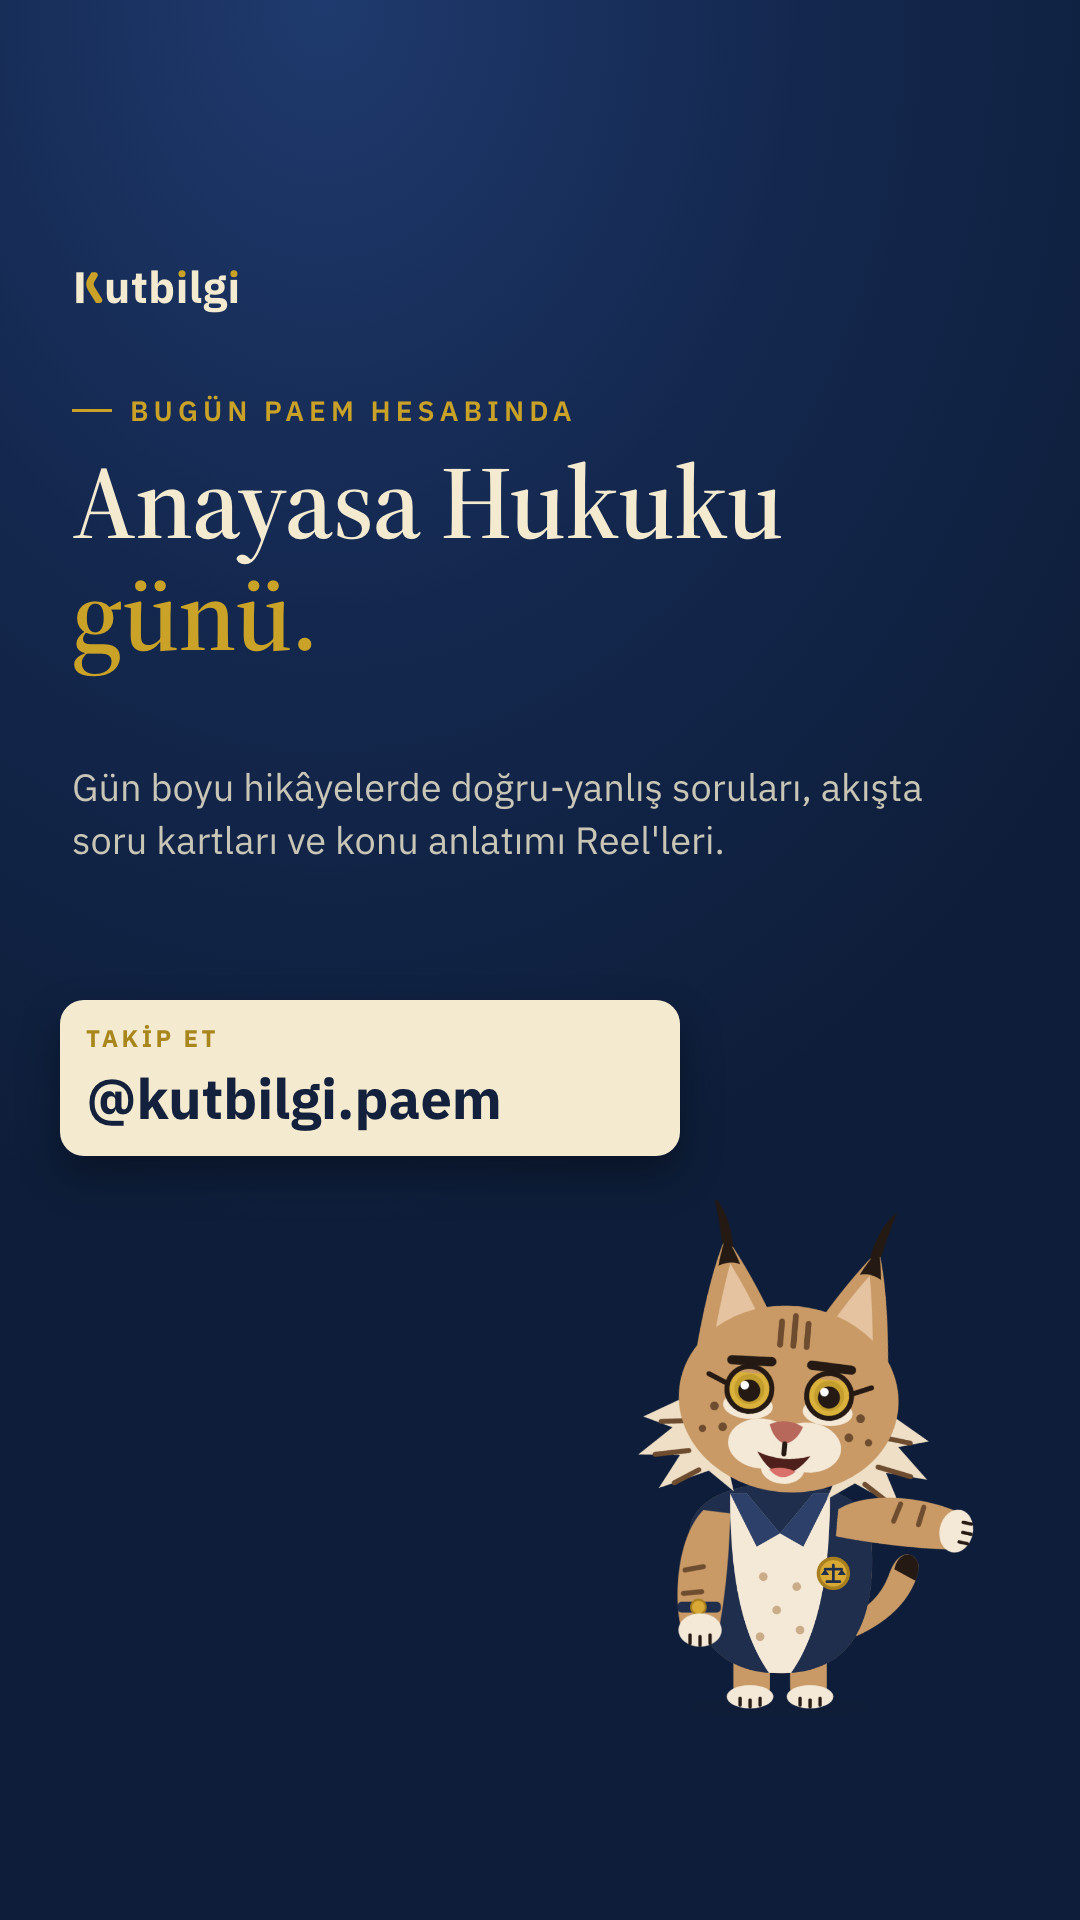 Kutbilgi
— BUGÜN PAEM HESABINDA
Anayasa Hukuku
günü.
Gün boyu hikâyelerde doğru-yanlış soruları, akışta
soru kartları ve konu anlatımı Reel'leri.
TAKİP ET
@kutbilgi.paem